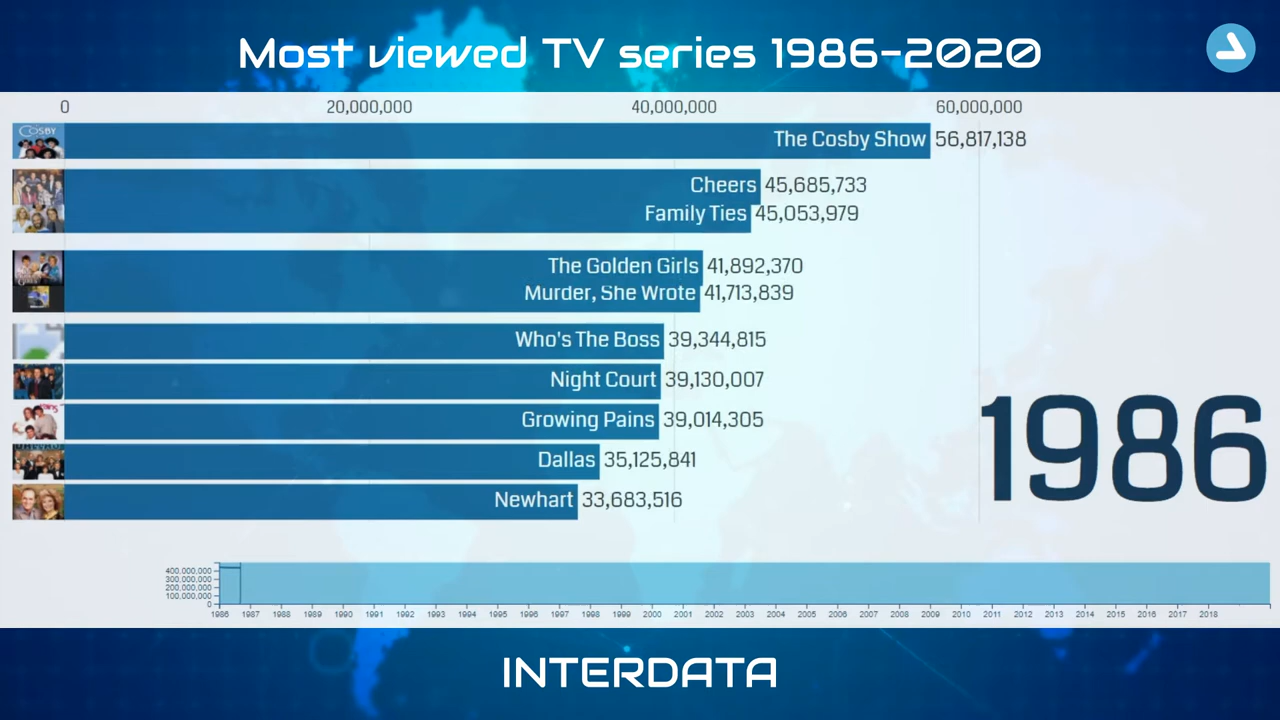 Most viewed TV series 1986-2020
0 20,000,000 40,000,000 60,000,000
COSBY
The Cosby Show 56,817,138
Cheers 45,685,733
Family Ties 45,053,979
The Golden Girls 41,892,370
Murder, She Wrote 41,713,839
Who's The Boss 39,344,815
Night Court 39,130,007
Growing Pains 39,014,305
Dallas 35,125,841
Newhart 33,683,516
1986
400,000,000
300,000,000
200,000,000
100,000,000
0
1986 1987 1988 1989 1990 1991 1992 1993 1994 1995 1996 1997 1998 1999 2000 2001 2002 2003 2004 2005 2006 2007 2008 2009 2010 2011 2012 2013 2014 2015 2016 2017 2018
INTERDATA